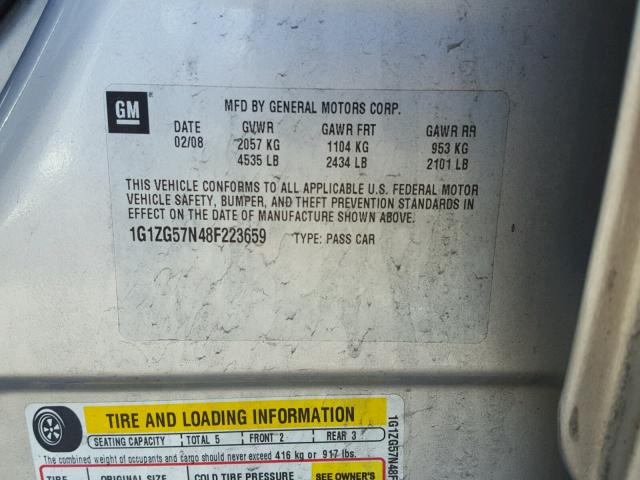 GM
MFD BY GENERAL MOTORS CORP.
DATE GVWR GAWR FRT GAWR RR
02/08 2057 KG 1104 KG 953 KG
4535 LB 2434 LB 2101 LB
THIS VEHICLE CONFORMS TO ALL APPLICABLE U.S. FEDERAL MOTOR
VEHICLE SAFETY, BUMPER, AND THEFT PREVENTION STANDARDS IN
EFFECT ON THE DATE OF MANUFACTURE SHOWN ABOVE.
1G1ZG57N48F223659 TYPE: PASS CAR
TIRE AND LOADING INFORMATION
SEATING CAPACITY TOTAL 5 FRONT 2 REAR 3
The combined weight of occupants and cargo should never exceed 416 kg or 917 lbs.
TIRE SIZE COLD TIRE PRESSURE SEE OWNER'S
1G1ZG57N48F